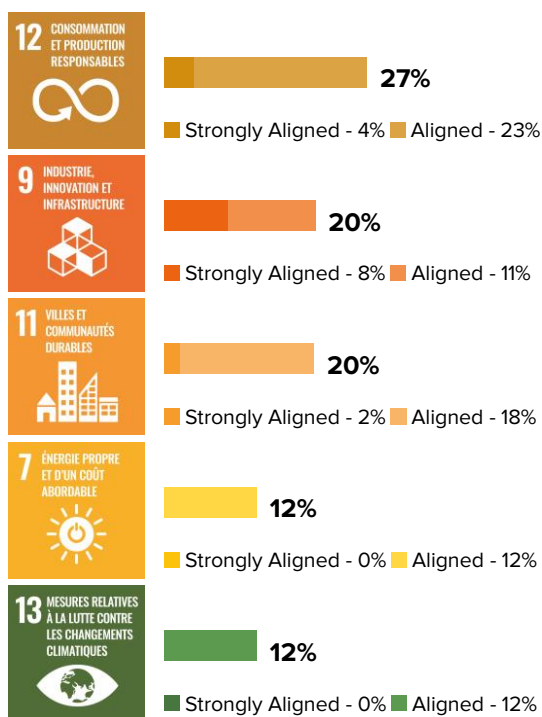 12 CONSOMMATION
ET PRODUCTION
RESPONSABLES
27%
Strongly Aligned - 4% Aligned - 23%
9 INDUSTRIE,
INNOVATION ET
INFRASTRUCTURE
20%
Strongly Aligned - 8% Aligned - 11%
11 VILLES ET
COMMUNAUTÉS
DURABLES
20%
Strongly Aligned - 2% Aligned - 18%
7 ÉNERGIE PROPRE
ET D'UN COÛT
ABORDABLE
12%
Strongly Aligned - 0% Aligned - 12%
13 MESURES RELATIVES
À LA LUTTE CONTRE
LES CHANGEMENTS
CLIMATIQUES
12%
Strongly Aligned - 0% Aligned - 12%